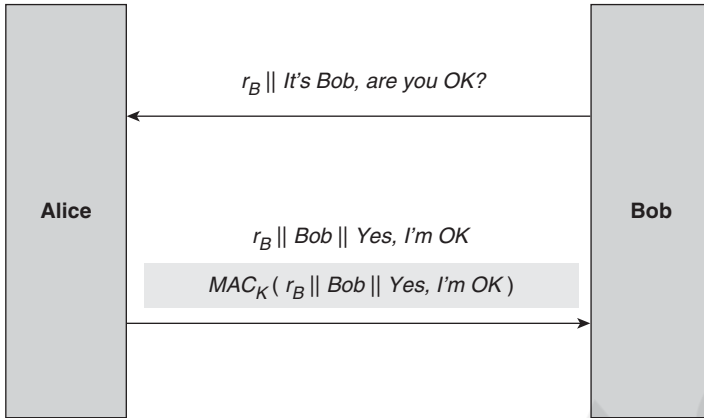 r_B || It's Bob, are you OK?
Alice
Bob
r_B || Bob || Yes, I'm OK
MAC_K ( r_B || Bob || Yes, I'm OK )